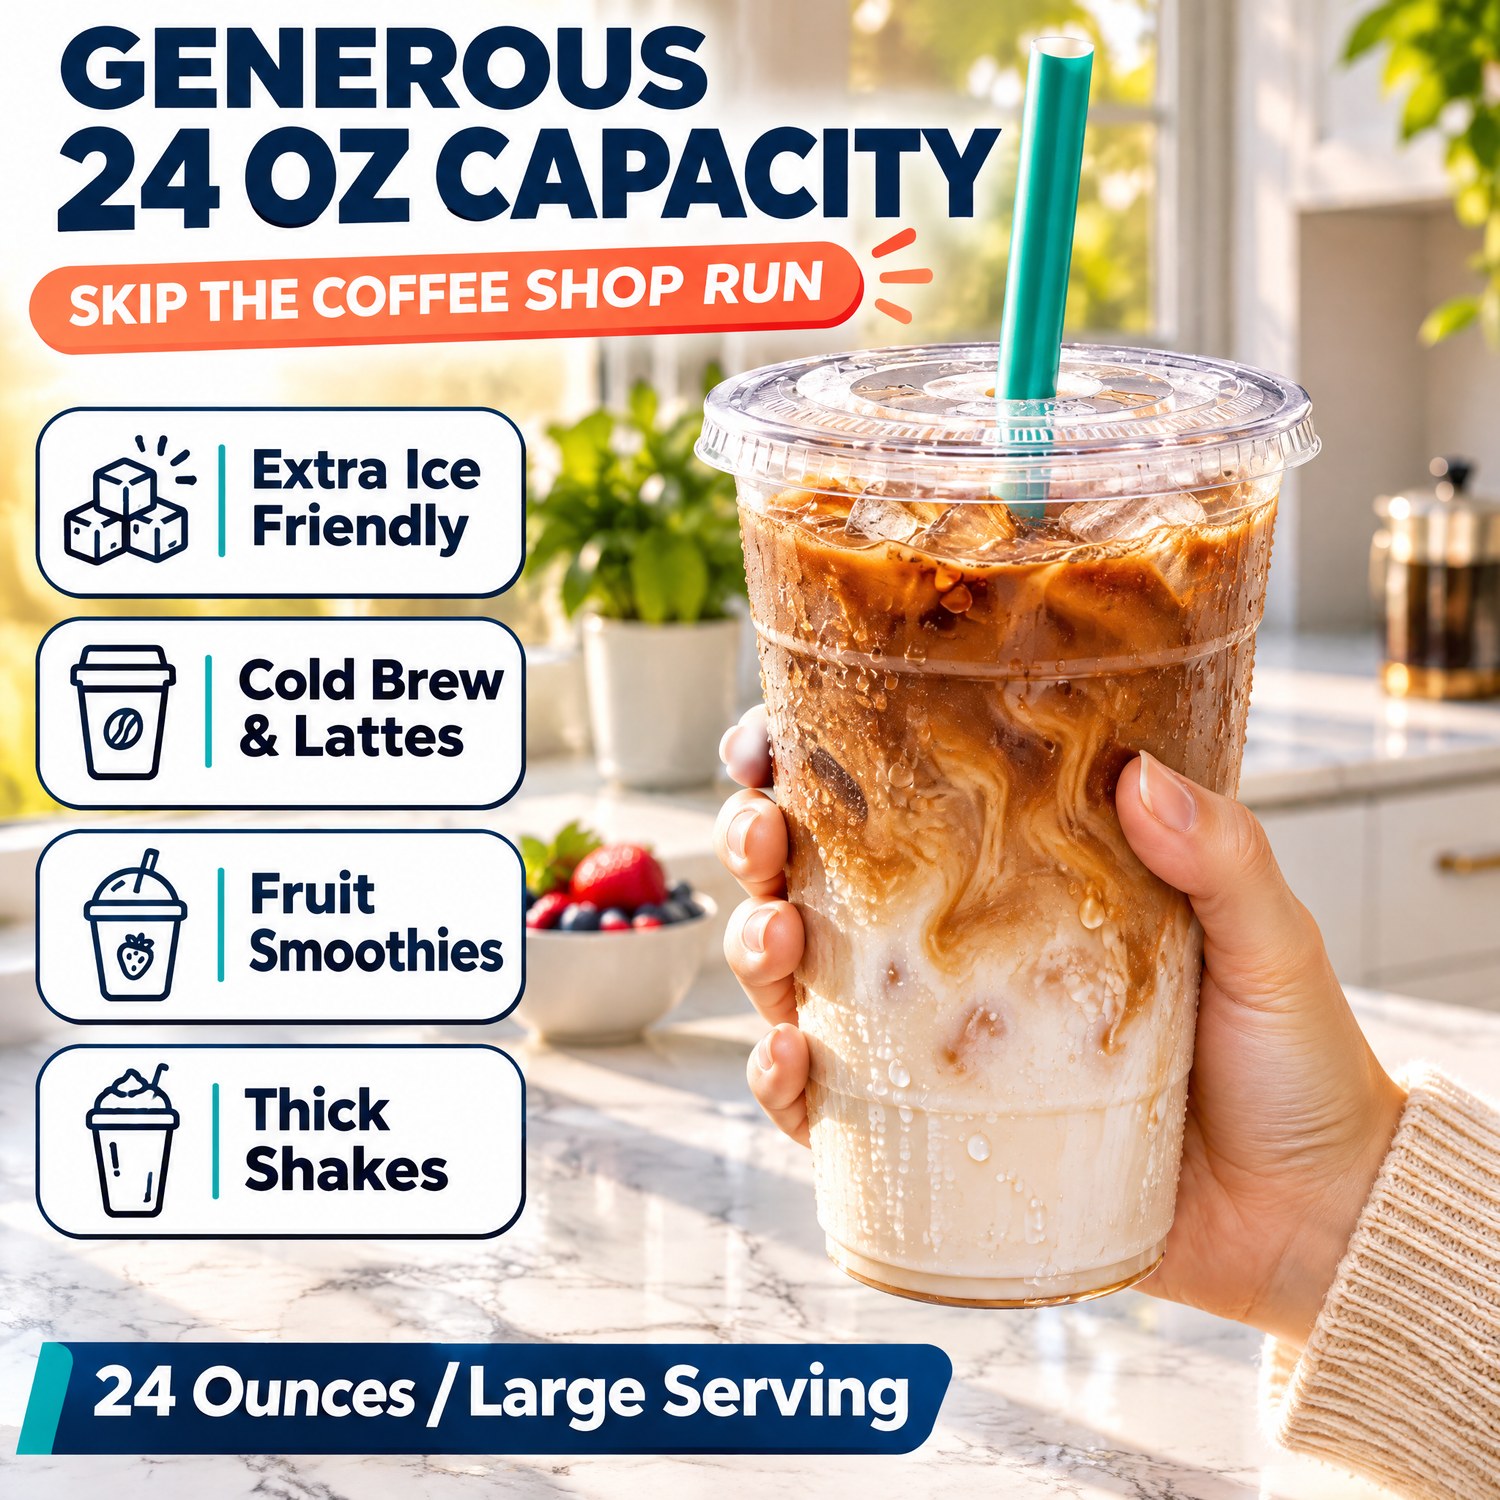 GENEROUS
24 OZ CAPACITY
SKIP THE COFFEE SHOP RUN
Extra Ice
Friendly
Cold Brew
& Lattes
Fruit
Smoothies
Thick
Shakes
24 Ounces / Large Serving